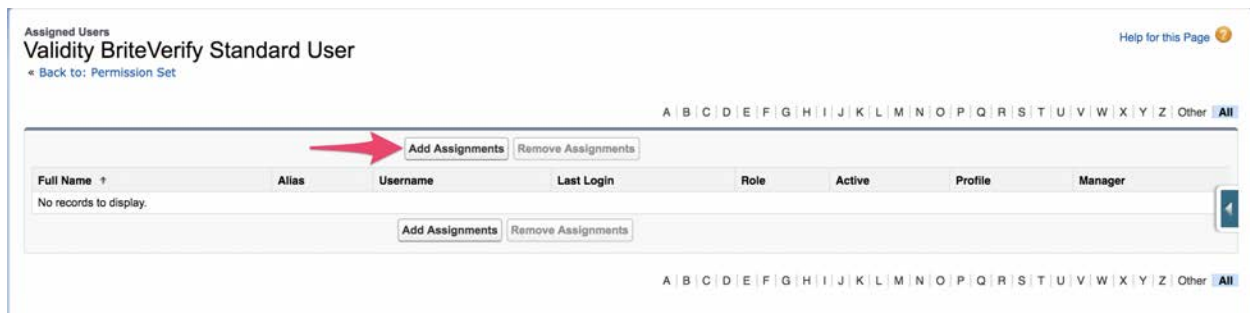 Assigned Users
Validity BriteVerify Standard User
Help for this Page ?
« Back to: Permission Set
A | B | C | D | E | F | G | H | I | J | K | L | M | N | O | P | Q | R | S | T | U | V | W | X | Y | Z | Other | All
Add Assignments Remove Assignments
Full Name ↑ Alias Username Last Login Role Active Profile Manager
No records to display.
Add Assignments Remove Assignments
A | B | C | D | E | F | G | H | I | J | K | L | M | N | O | P | Q | R | S | T | U | V | W | X | Y | Z | Other | All